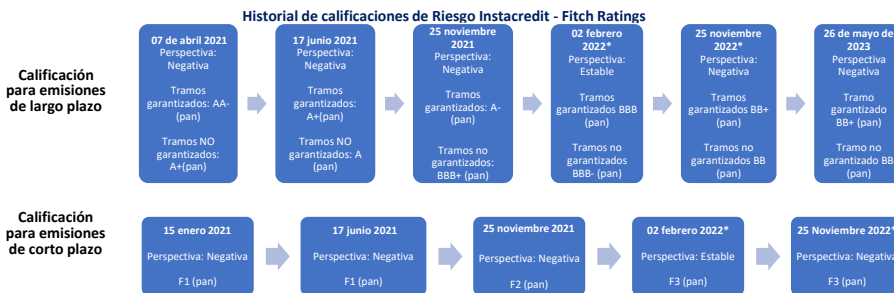 Historial de calificaciones de Riesgo Instacredit - Fitch Ratings
Calificación
para emisiones
de largo plazo
07 de abril 2021
Perspectiva:
Negativa
Tramos
garantizados: AA-
(pan)
Tramos NO
garantizados:
A+(pan)
17 junio 2021
Perspectiva:
Negativa
Tramos
garantizados:
A+(pan)
Tramos NO
garantizados: A
(pan)
25 noviembre
2021
Perspectiva:
Negativa
Tramos
garantizados: A-
(pan)
Tramos no
garantizados:
BBB+ (pan)
02 febrero
2022*
Perspectiva:
Estable
Tramos
garantizados BBB
(pan)
Tramos no
garantizados
BBB- (pan)
25 noviembre
2022*
Perspectiva:
Negativa
Tramos
garantizados BB+
(pan)
Tramos no
garantizados BB
(pan)
26 de mayo de
2023
Perspectiva
Negativa
Tramo
garantizado
BB+ (pan)
Tramo no
garantizado BB
(pan)
Calificación
para emisiones
de corto plazo
15 enero 2021
Perspectiva: Negativa
F1 (pan)
17 junio 2021
Perspectiva: Negativa
F1 (pan)
25 noviembre 2021
Perspectiva: Negativa
F2 (pan)
02 febrero 2022*
Perspectiva: Estable
F3 (pan)
25 Noviembre 2022*
Perspectiva: Negativa
F3 (pan)